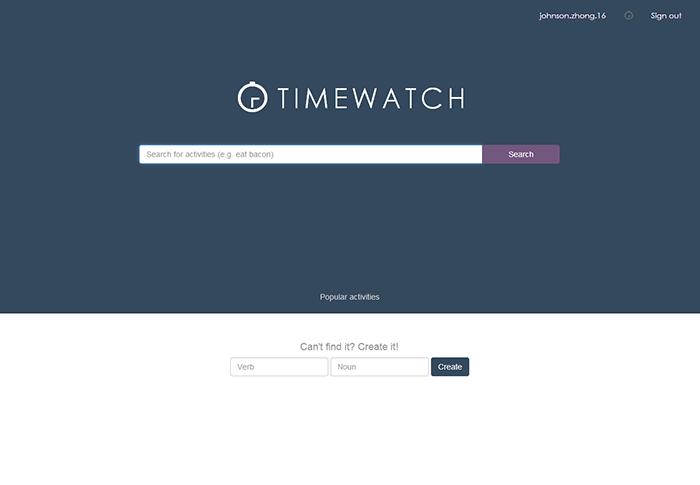 johnson.zhong.16 Sign out
TIMEWATCH
Search for activities (e.g. eat bacon) Search
Popular activities
Can't find it? Create it!
Verb Noun Create